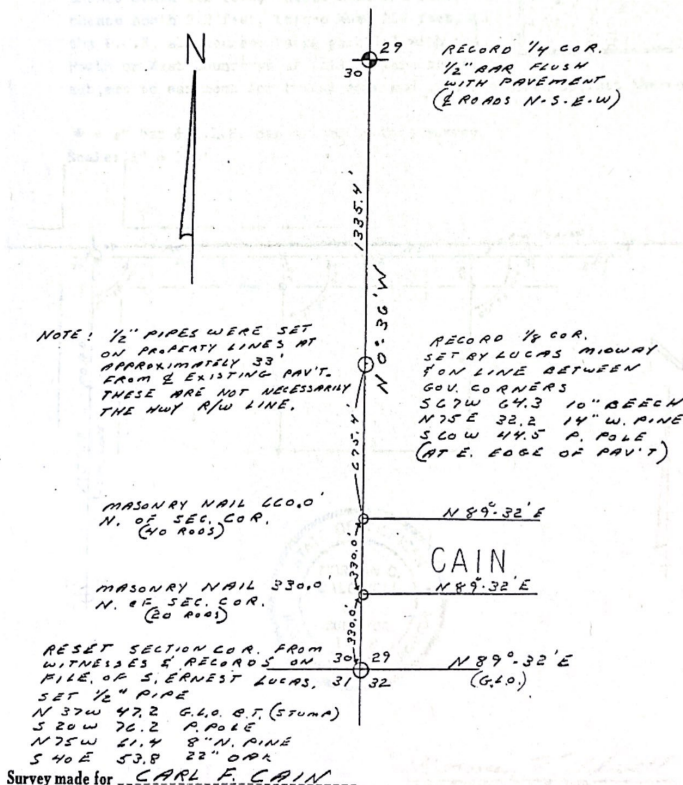 N
30 29
RECORD 1/4 COR.
1/2" BAR FLUSH
WITH PAVEMENT
(℄ ROADS N-S-E-W)
1335.4'
N 0°-36' W
NOTE: 1/2" PIPES WERE SET
ON PROPERTY LINES AT
APPROXIMATELY 33'
FROM ℄ EXISTING PAV'T.
THESE ARE NOT NECESSARILY
THE HWY R/W LINE.
RECORD 1/8 COR.
SET BY LUCAS MIDWAY
& ON LINE BETWEEN
GOV. CORNERS
S67W 64.3 10" BEECH
N75E 32.2 14" W. PINE
S60W 44.5 P. POLE
(AT E. EDGE OF PAV'T)
675.4'
MASONRY NAIL 660.0'
N. OF SEC. COR.
(40 RODS)
N 89°-32' E
330.0'
CAIN
MASONRY NAIL 330.0'
N. OF SEC. COR.
(20 RODS)
N 89°-32' E
330.0'
RESET SECTION COR. FROM
WITNESSES & RECORDS ON
FILE, OF S. ERNEST LUCAS,
SET 1/2" PIPE
N 37W 47.2 G.L.O. B.T. (STUMP)
S 20W 76.2 P. POLE
N75W 61.4 8" N. PINE
S 40E 53.8 22" OAK
30 29
31 32
N 89°-32' E
(G.L.O.)
Survey made for CARL F. CAIN